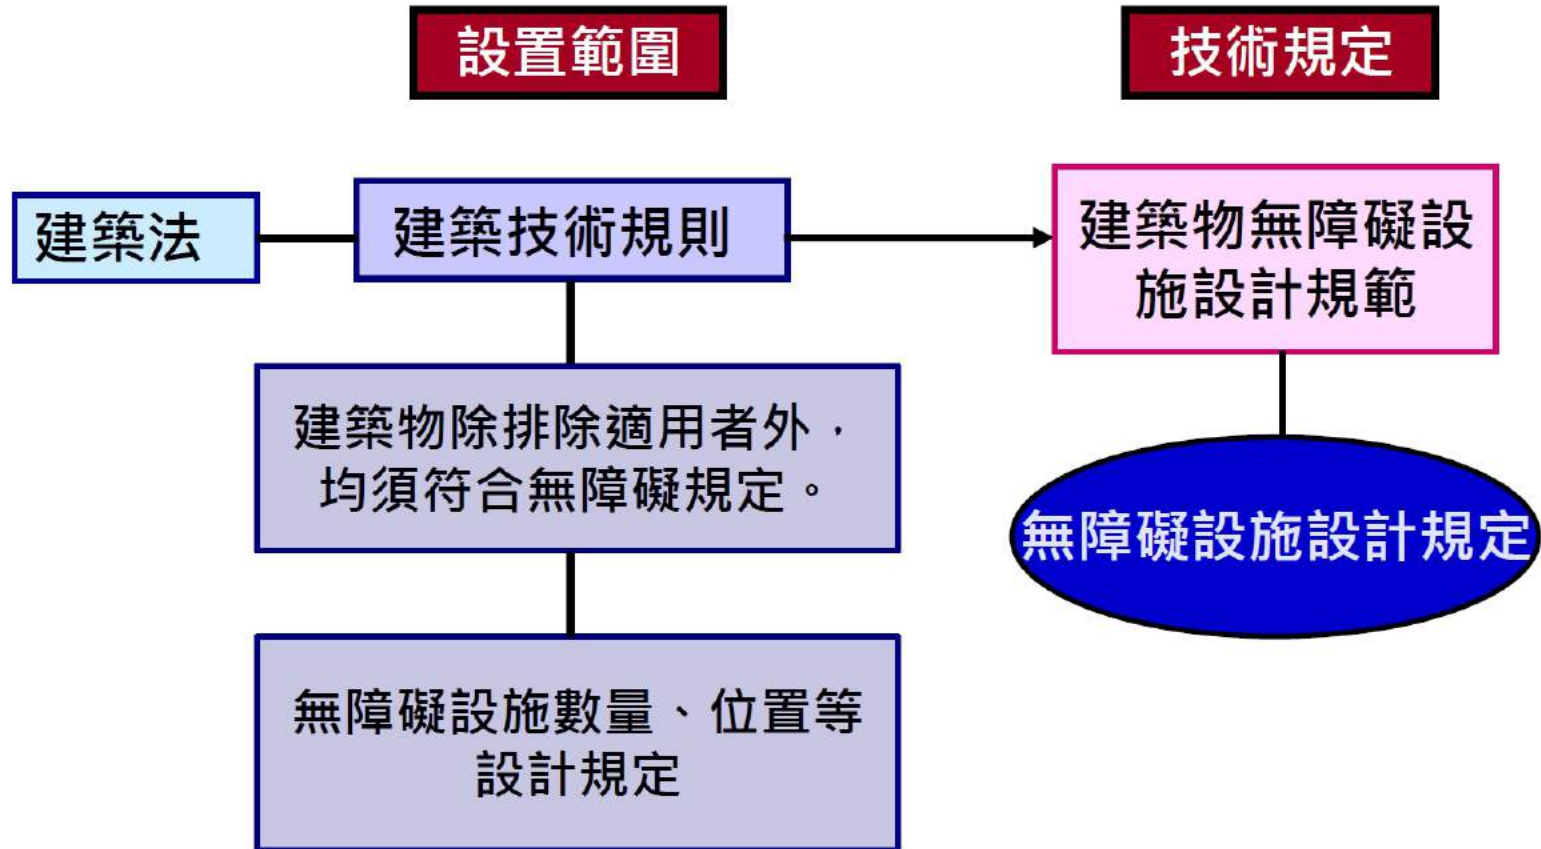 設置範圍
技術規定
建築法
建築技術規則
建築物無障礙設
施設計規範
建築物除排除適用者外，
均須符合無障礙規定。
無障礙設施設計規定
無障礙設施數量、位置等
設計規定